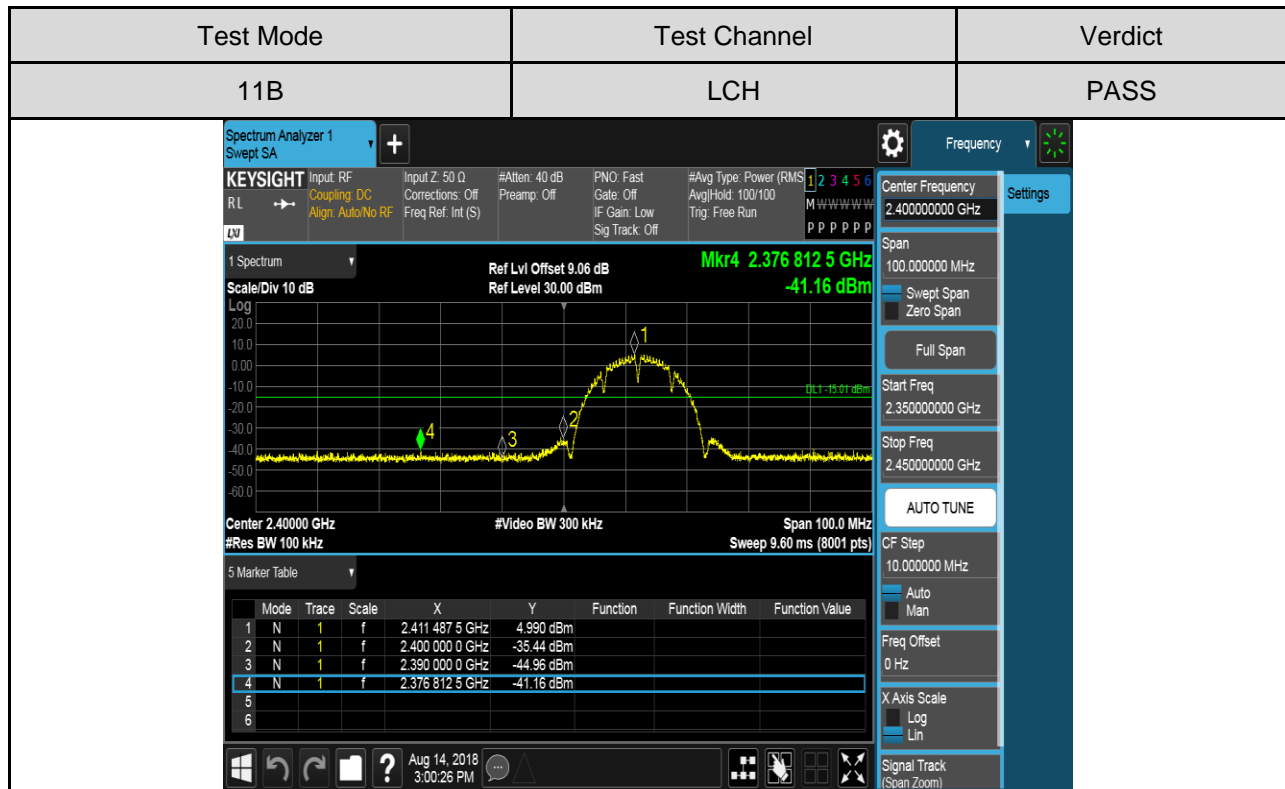 Test Mode Test Channel Verdict
11B LCH PASS
Spectrum Analyzer 1
Swept SA
+
Frequency
KEYSIGHT
RL
LXI
Input: RF
Coupling: DC
Align: Auto/No RF
Input Z: 50 Ω
Corrections: Off
Freq Ref: Int (S)
#Atten: 40 dB
Preamp: Off
PNO: Fast
Gate: Off
IF Gain: Low
Sig Track: Off
#Avg Type: Power (RMS
Avg|Hold: 100/100
Trig: Free Run
1 2 3 4 5 6
M W W W W W
P P P P P P
1 Spectrum
Scale/Div 10 dB
Ref Lvl Offset 9.06 dB
Ref Level 30.00 dBm
Mkr4 2.376 812 5 GHz
-41.16 dBm
Log
20.0
10.0
0.00
-10.0
-20.0
-30.0
-40.0
-50.0
-60.0
1
2
3
4
DL1 -15.01 dBm
Center 2.40000 GHz
#Res BW 100 kHz
#Video BW 300 kHz
Span 100.0 MHz
Sweep 9.60 ms (8001 pts)
5 Marker Table
Mode Trace Scale X Y Function Function Width Function Value
1 N 1 f 2.411 487 5 GHz 4.990 dBm
2 N 1 f 2.400 000 0 GHz -35.44 dBm
3 N 1 f 2.390 000 0 GHz -44.96 dBm
4 N 1 f 2.376 812 5 GHz -41.16 dBm
5
6
?
Aug 14, 2018
3:00:26 PM
Center Frequency
2.400000000 GHz
Settings
Span
100.000000 MHz
Swept Span
Zero Span
Full Span
Start Freq
2.350000000 GHz
Stop Freq
2.450000000 GHz
AUTO TUNE
CF Step
10.000000 MHz
Auto
Man
Freq Offset
0 Hz
X Axis Scale
Log
Lin
Signal Track
(Span Zoom)